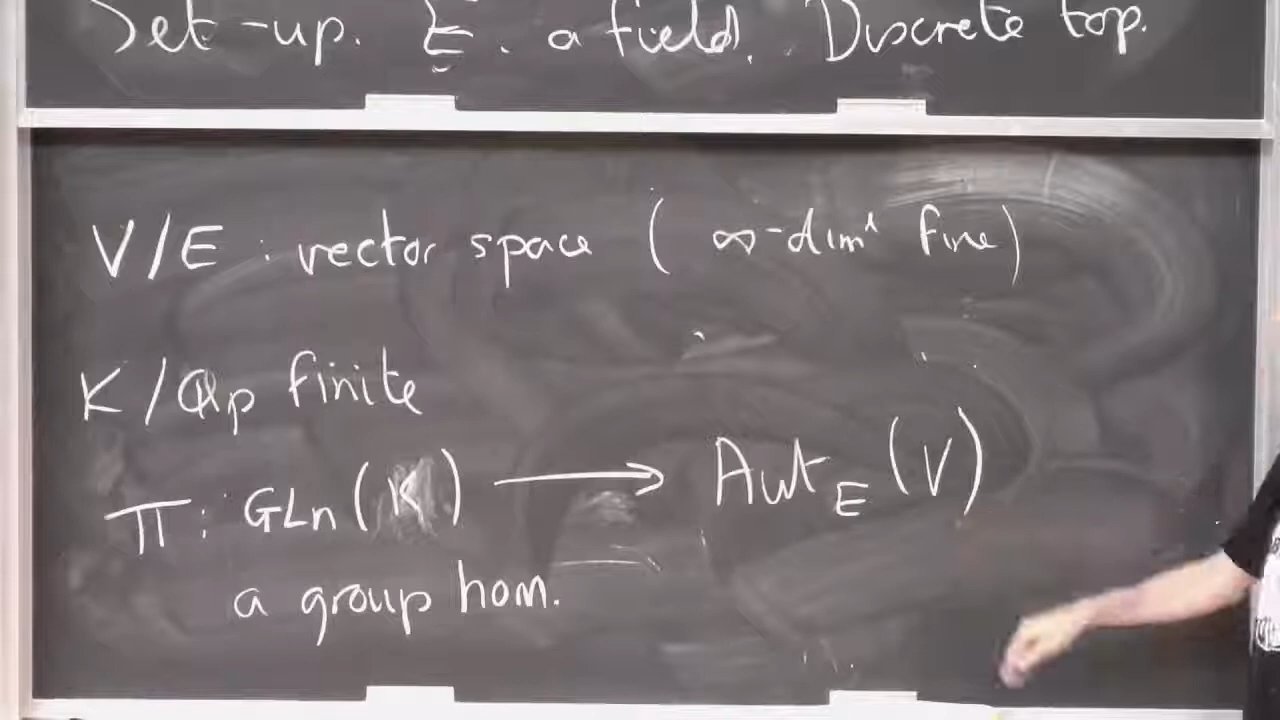 Set-up. E. a field. Discrete top.
V/E : vector space ( ∞-dim^l fine)
K/Qp finite
π: GLn(K) ⟶ Aut_E(V)
a group hom.